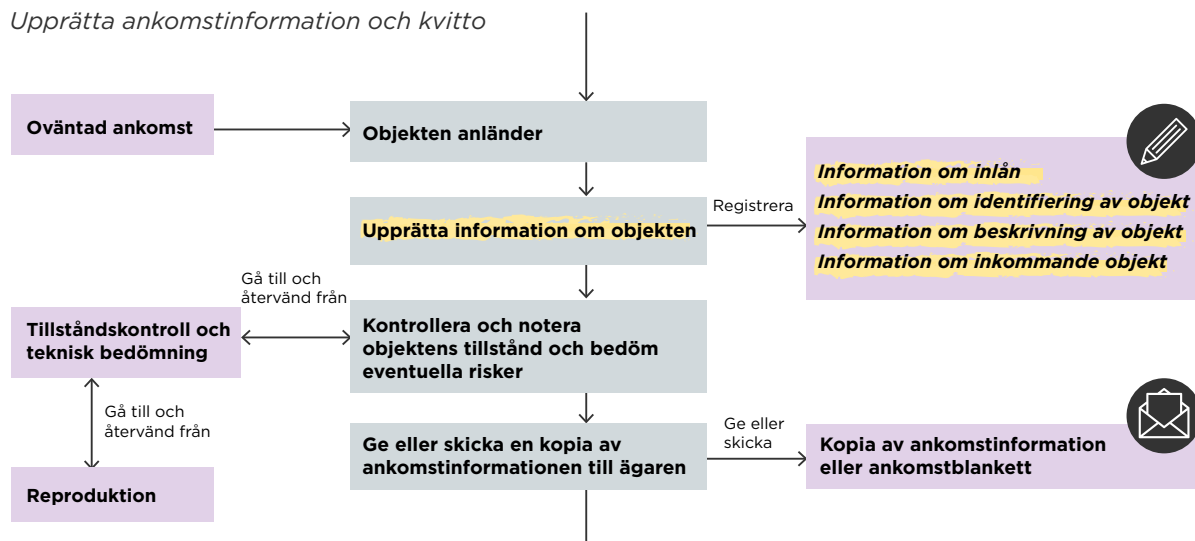 Upprätta ankomstinformation och kvitto
Oväntad ankomst
Objekten anländer
Upprätta information om objekten
Registrera
Information om inlån
Information om identifiering av objekt
Information om beskrivning av objekt
Information om inkommande objekt
Gå till och
återvänd från
Tillståndskontroll och
teknisk bedömning
Kontrollera och notera
objektens tillstånd och bedöm
eventuella risker
Gå till och
återvänd från
Reproduktion
Ge eller skicka en kopia av
ankomstinformationen till ägaren
Ge eller
skicka
Kopia av ankomstinformation
eller ankomstblankett